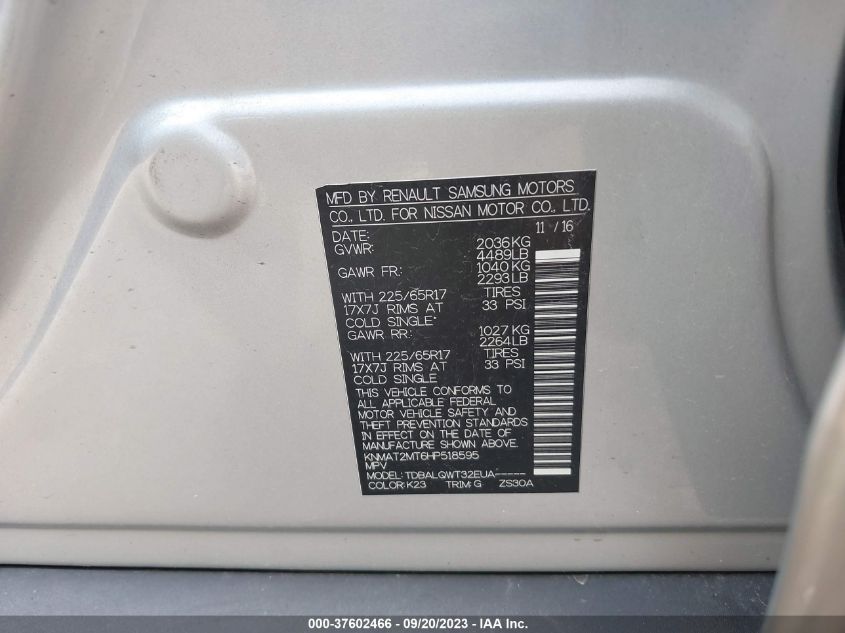 MFD BY RENAULT SAMSUNG MOTORS
CO., LTD. FOR NISSAN MOTOR CO., LTD.
DATE: 11 / 16
GVWR: 2036KG
4489LB
GAWR FR: 1040KG
2293LB
WITH 225/65R17 TIRES
17X7J RIMS AT 33 PSI
COLD SINGLE*
GAWR RR: 1027KG
2264LB
WITH 225/65R17 TIRES
17X7J RIMS AT 33 PSI
COLD SINGLE
THIS VEHICLE CONFORMS TO
ALL APPLICABLE FEDERAL
MOTOR VEHICLE SAFETY AND
THEFT PREVENTION STANDARDS
IN EFFECT ON THE DATE OF
MANUFACTURE SHOWN ABOVE.
KNMAT2MT6HP518595
MPV
MODEL: TDBALQWT32EUA-----
COLOR: K23 TRIM: G ZS30A
000-37602466 - 09/20/2023 - IAAI.com